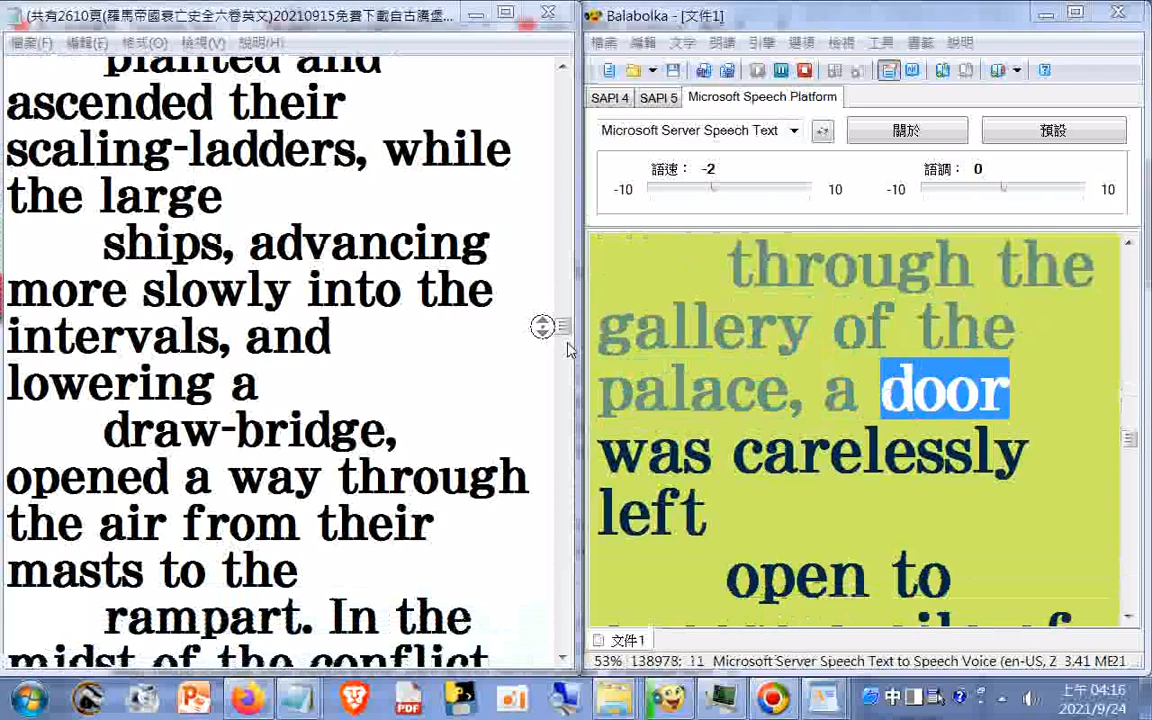 (共有2610頁(羅馬帝國衰亡史全六卷英文)20210915免費下載自古騰堡...
檔案(F) 編輯(E) 格式(O) 檢視(V) 說明(H)
planted and
ascended their
scaling-ladders, while
the large
ships, advancing
more slowly into the
intervals, and
lowering a
draw-bridge,
opened a way through
the air from their
masts to the
rampart. In the
midst of the conflict
Balabolka - [文件1]
檔案 編輯 文字 朗讀 引擎 選項 檢視 工具 書籤 說明
SAPI 4 SAPI 5 Microsoft Speech Platform
Microsoft Server Speech Text 關於 預設
語速： -2 語調： 0
-10 10 -10 10
through the
gallery of the
palace, a door
was carelessly
left
open to
文件1
53% 138978: 11 Microsoft Server Speech Text to Speech Voice (en-US, Z 3,41 ME21
PDF 中 上午 04:16
2021/9/24